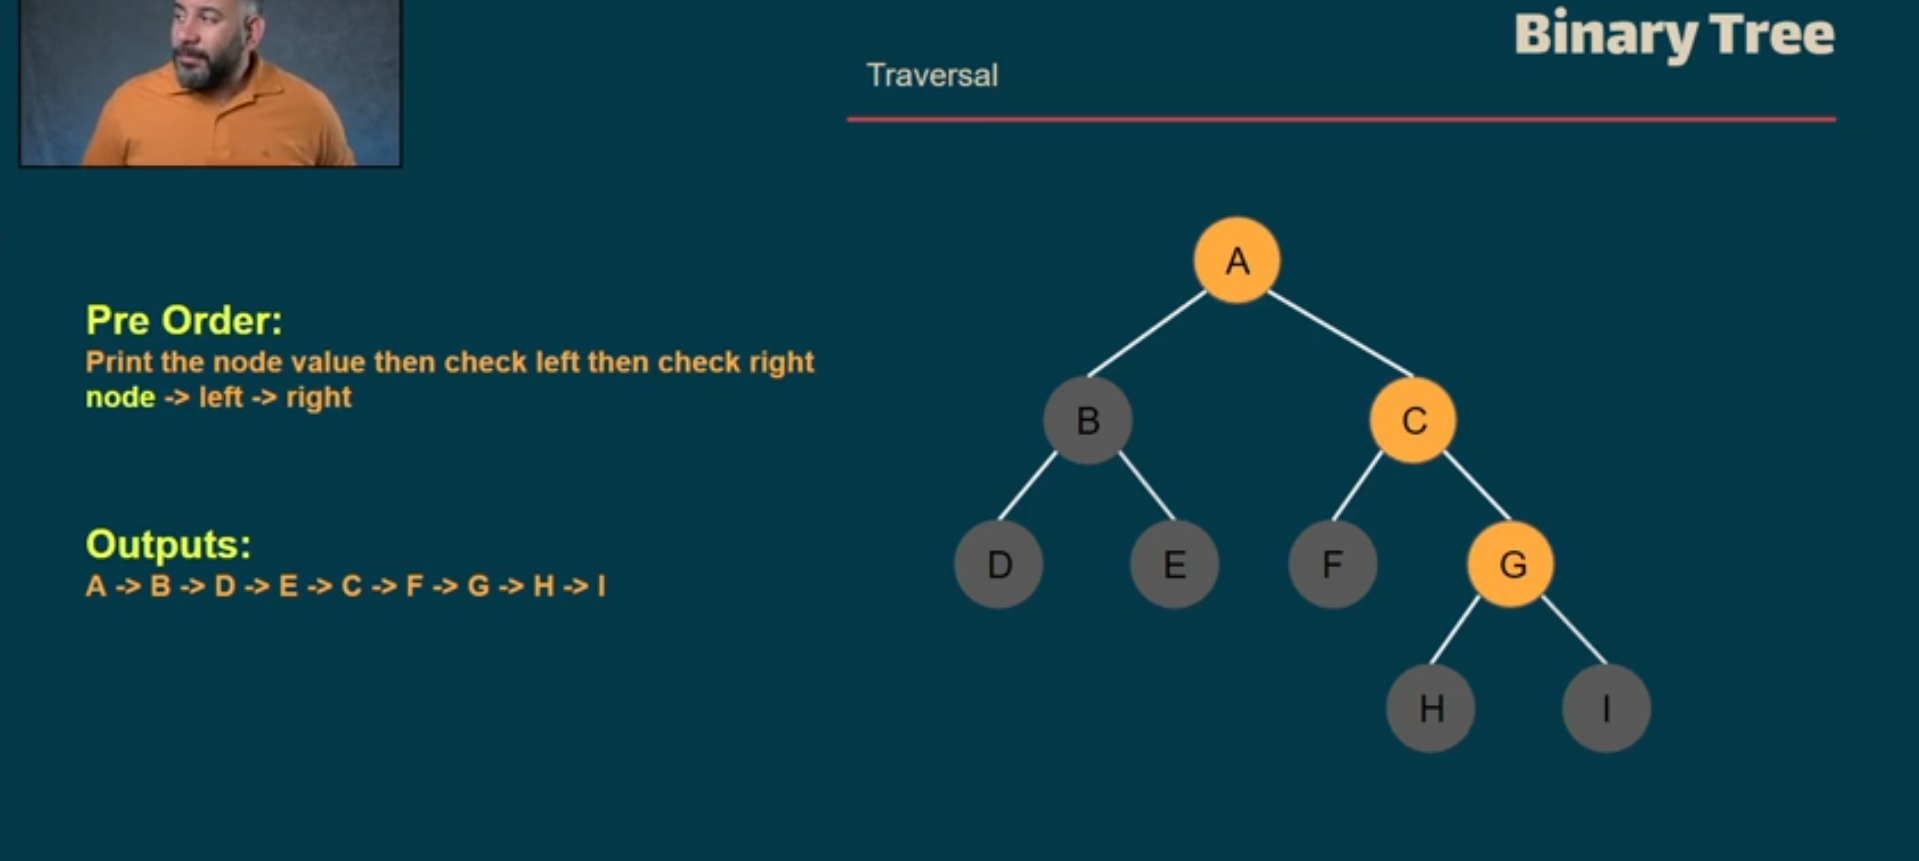 Binary Tree
Traversal
Pre Order:
Print the node value then check left then check right
node -> left -> right
Outputs:
A -> B -> D -> E -> C -> F -> G -> H -> I
A
B
C
D
E
F
G
H
I